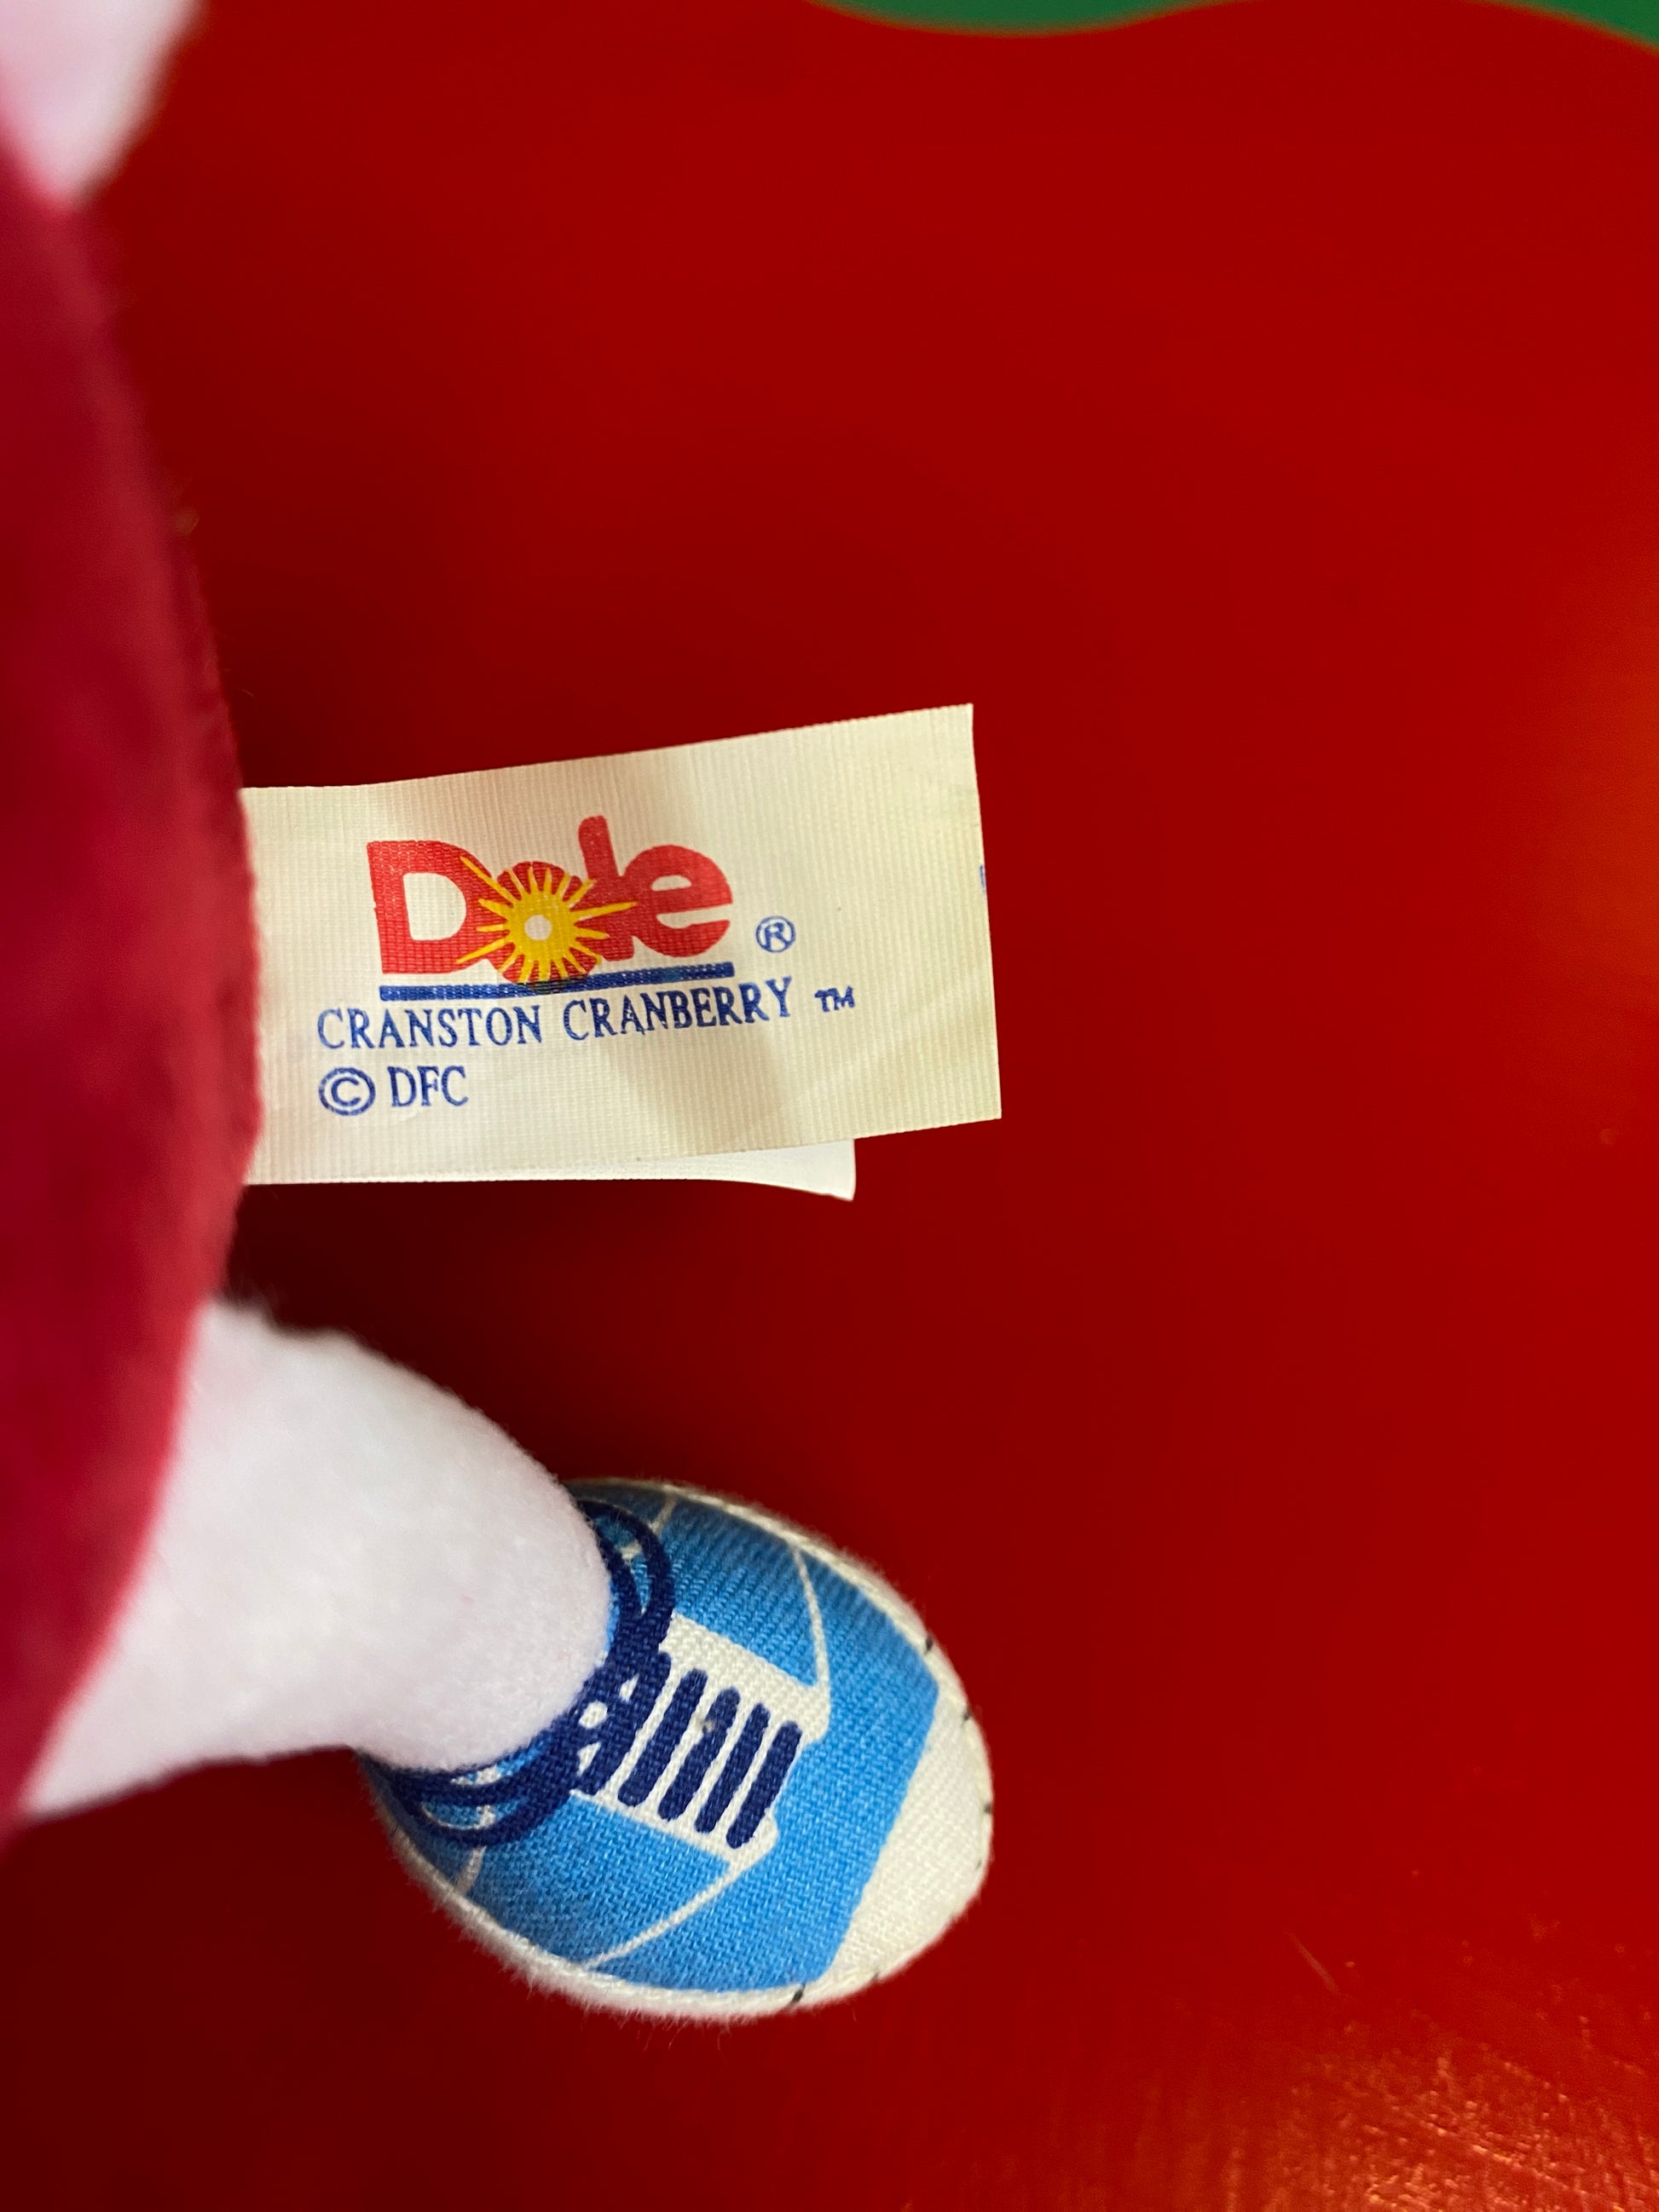 Dole ®
CRANSTON CRANBERRY ™
© DFC